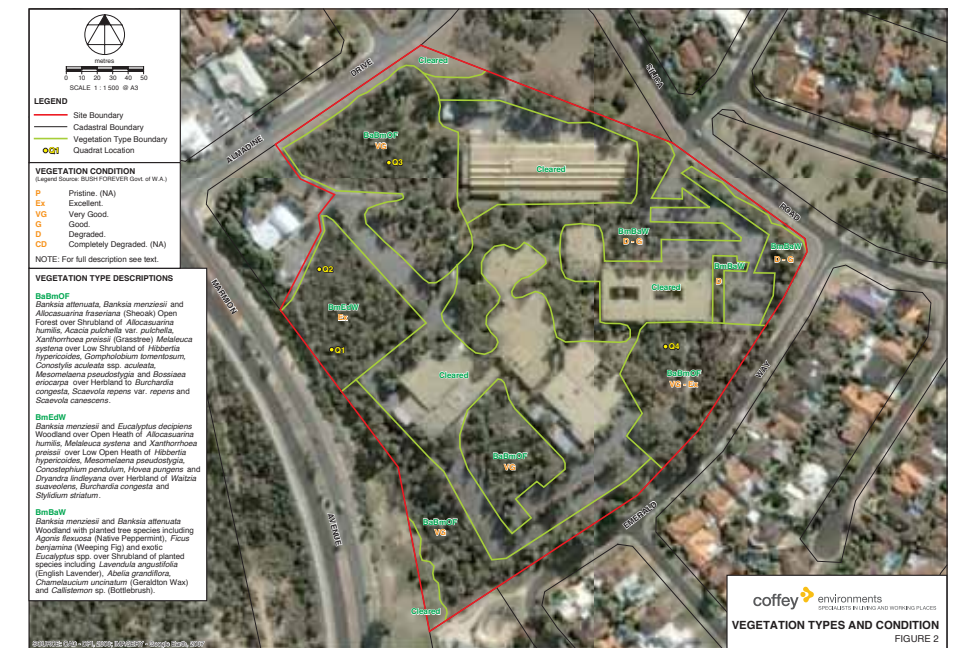 metres
0 10 20 30 40 50
SCALE 1 : 1 500 @ A3
LEGEND
Site Boundary
Cadastral Boundary
Vegetation Type Boundary
Q1 Quadrat Location
VEGETATION CONDITION
(Legend Source: BUSH FOREVER Govt. of W.A.)
P Pristine. (NA)
Ex Excellent.
VG Very Good.
G Good.
D Degraded.
CD Completely Degraded. (NA)
NOTE: For full description see text.
VEGETATION TYPE DESCRIPTIONS
BaBmOF
Banksia attenuata, Banksia menziesii and
Allocasuarina fraseriana (Sheoak) Open
Forest over Shrubland of Allocasuarina
humilis, Acacia pulchella var. pulchella,
Xanthorrhoea preissii (Grasstree) Melaleuca
systena over Low Shrubland of Hibbertia
hypericoides, Gompholobium tomentosum,
Conostylis aculeata ssp. aculeata,
Mesomelaena pseudostygia and Bossiaea
eriocarpa over Herbland to Burchardia
congesta, Scaevola repens var. repens and
Scaevola canescens.
BmEdW
Banksia menziesii and Eucalyptus decipiens
Woodland over Open Heath of Allocasuarina
humilis, Melaleuca systena and Xanthorrhoea
preissii over Low Open Heath of Hibbertia
hypericoides, Mesomelaena pseudostygia,
Conostephium pendulum, Hovea pungens and
Dryandra lindleyana over Herbland of Waitzia
suaveolens, Burchardia congesta and
Stylidium striatum.
BmBaW
Banksia menziesii and Banksia attenuata
Woodland with planted tree species including
Agonis flexuosa (Native Peppermint), Ficus
benjamina (Weeping Fig) and exotic
Eucalyptus spp. over Shrubland of planted
species including Lavendula angustifolia
(English Lavender), Abelia grandiflora,
Chamelaucium uncinatum (Geraldton Wax)
and Callistemon sp. (Bottlebrush).
ALMADINE DRIVE
Cleared
SILICA
ROAD
BaBmOF
VG
Q3
Cleared
BmBaW
D - G
BmBaW
D - G
BmBaW
D
Cleared
Q2
BmEdW
Ex
Q1
MARMION
AVENUE
Cleared
Q4
BaBmOF
VG - Ex
WAY
EMERALD
BaBmOF
VG
BaBmOF
VG
Cleared
coffey environments
SPECIALISTS IN LIVING AND WORKING PLACES
VEGETATION TYPES AND CONDITION
FIGURE 2